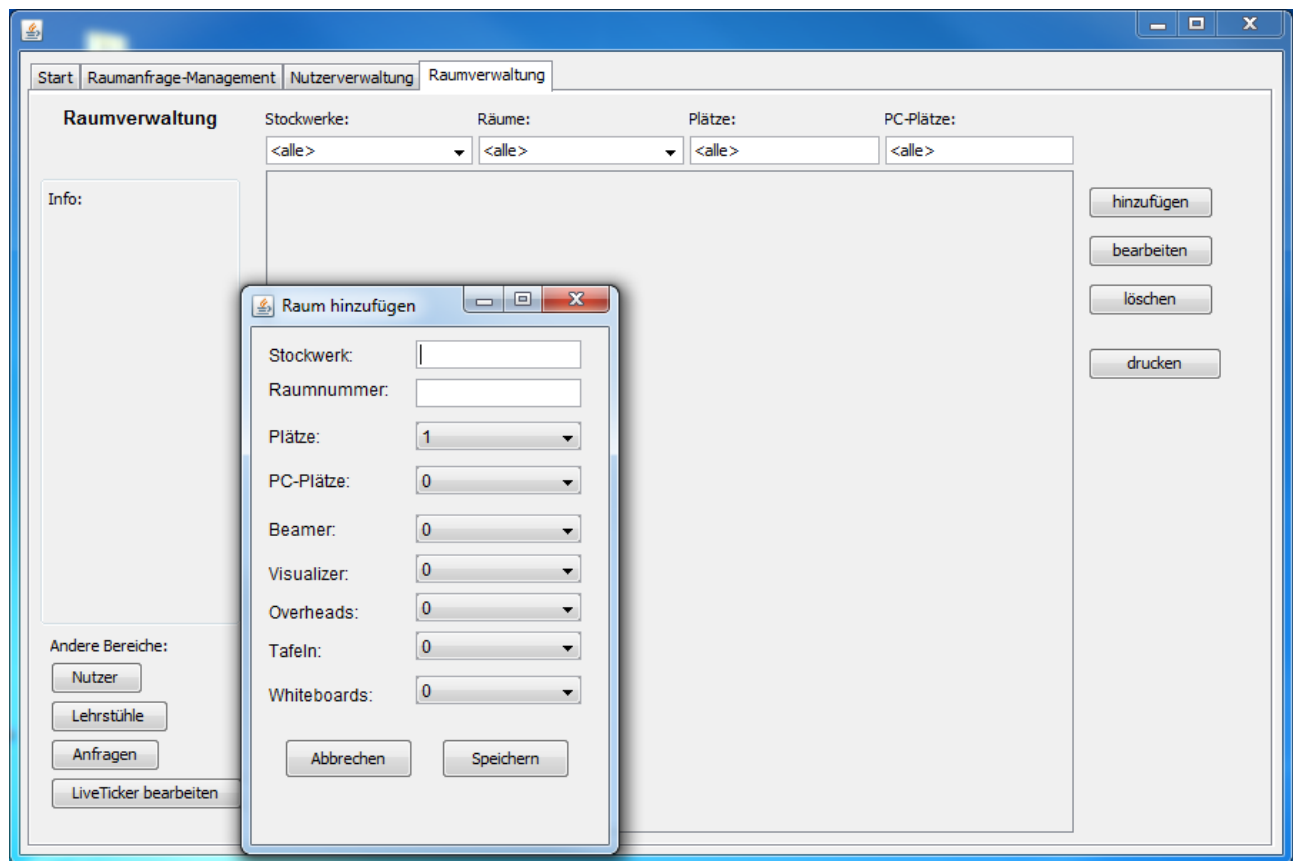 Start Raumanfrage-Management Nutzerverwaltung Raumverwaltung
Raumverwaltung
Stockwerke: Räume: Plätze: PC-Plätze:
<alle> <alle> <alle> <alle>
Info:
hinzufügen
bearbeiten
löschen
drucken
Raum hinzufügen
Stockwerk:
Raumnummer:
Plätze: 1
PC-Plätze: 0
Beamer: 0
Visualizer: 0
Overheads: 0
Tafeln: 0
Whiteboards: 0
Abbrechen Speichern
Andere Bereiche:
Nutzer
Lehrstühle
Anfragen
LiveTicker bearbeiten